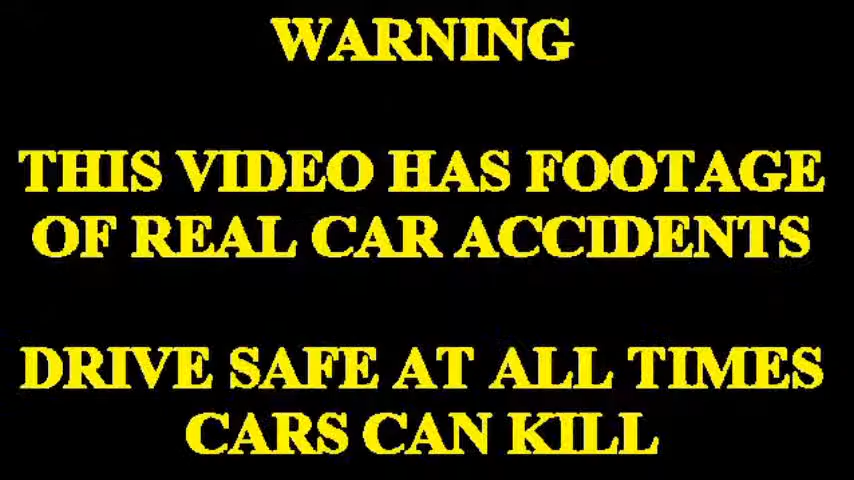 WARNING
THIS VIDEO HAS FOOTAGE
OF REAL CAR ACCIDENTS
DRIVE SAFE AT ALL TIMES
CARS CAN KILL